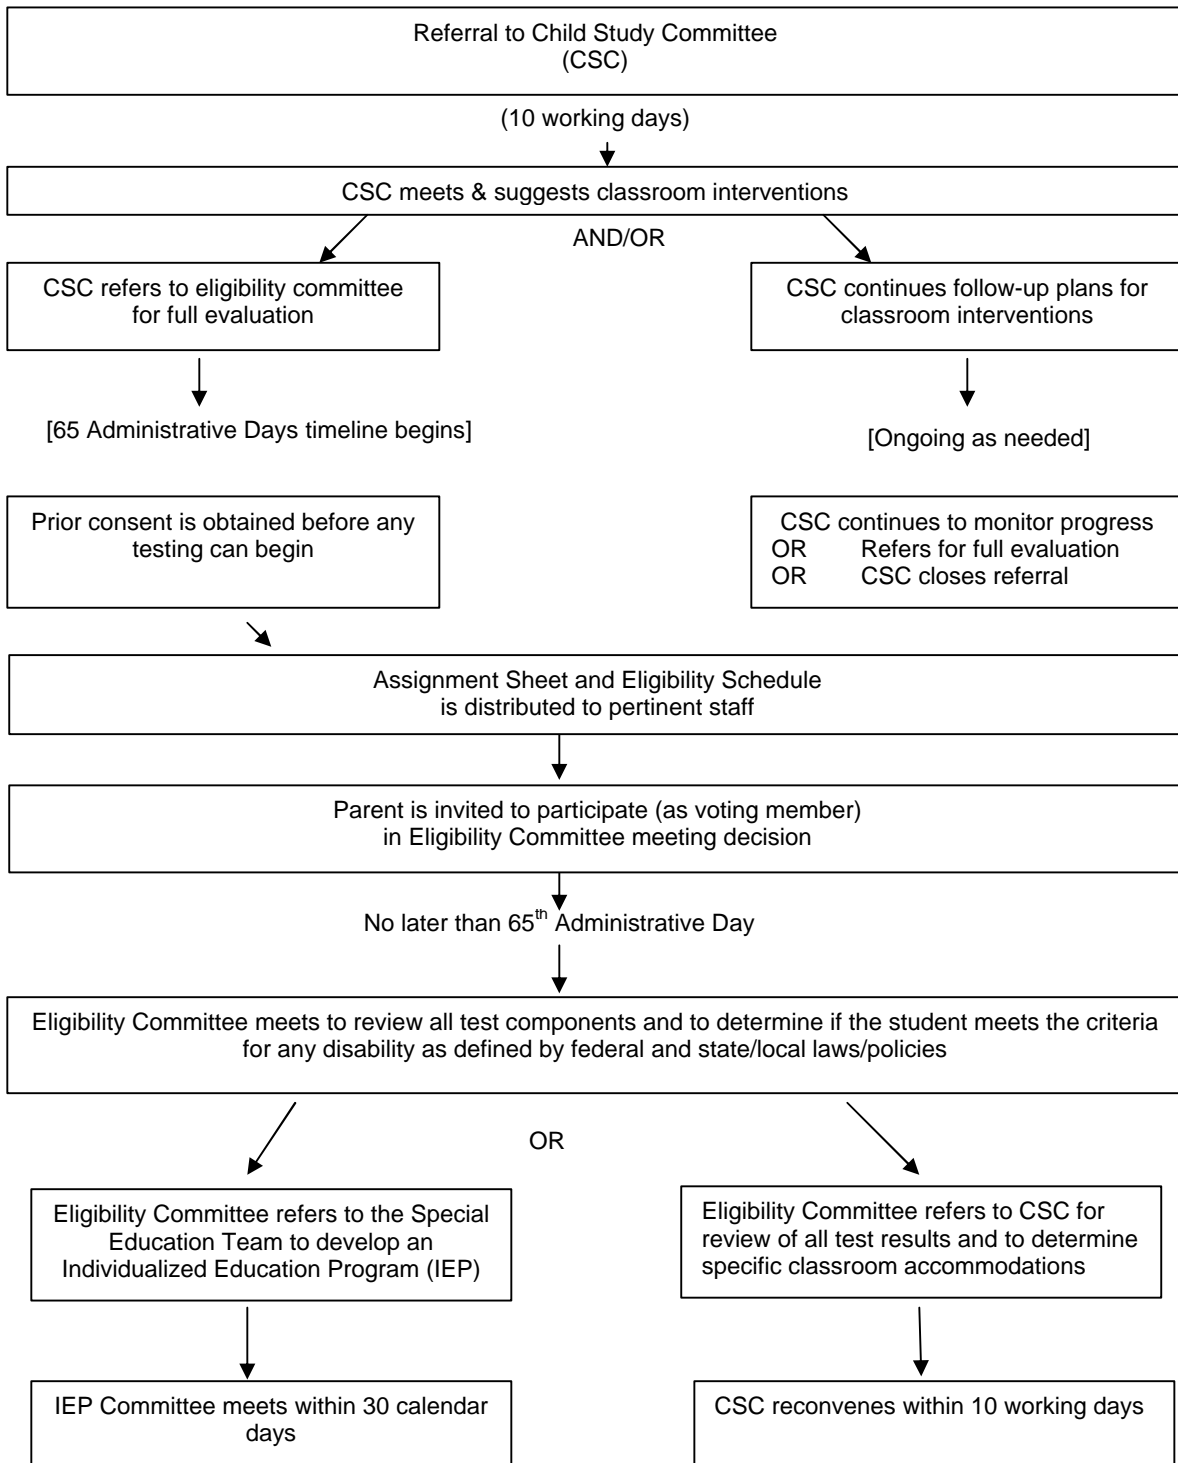 Referral to Child Study Committee
(CSC)
(10 working days)
CSC meets & suggests classroom interventions
AND/OR
CSC refers to eligibility committee
for full evaluation
CSC continues follow-up plans for
classroom interventions
[65 Administrative Days timeline begins]
[Ongoing as needed]
Prior consent is obtained before any
testing can begin
CSC continues to monitor progress
OR Refers for full evaluation
OR CSC closes referral
Assignment Sheet and Eligibility Schedule
is distributed to pertinent staff
Parent is invited to participate (as voting member)
in Eligibility Committee meeting decision
No later than 65th Administrative Day
Eligibility Committee meets to review all test components and to determine if the student meets the criteria
for any disability as defined by federal and state/local laws/policies
OR
Eligibility Committee refers to the Special
Education Team to develop an
Individualized Education Program (IEP)
Eligibility Committee refers to CSC for
review of all test results and to determine
specific classroom accommodations
IEP Committee meets within 30 calendar
days
CSC reconvenes within 10 working days